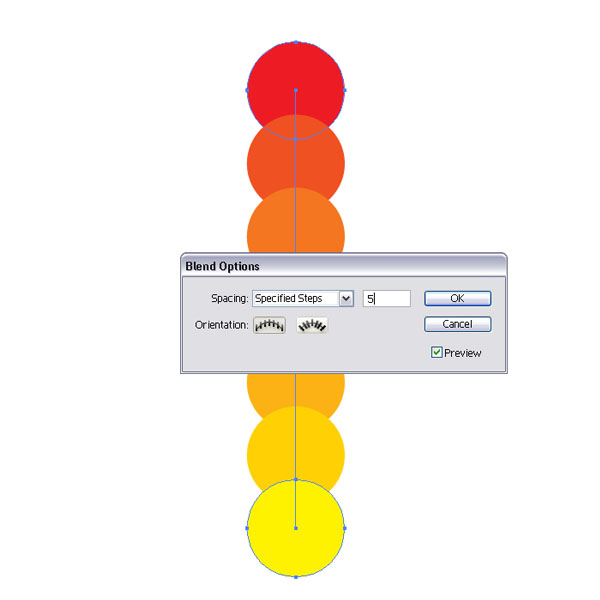 Blend Options
Spacing: Specified Steps 5 OK
Orientation: Cancel
Preview